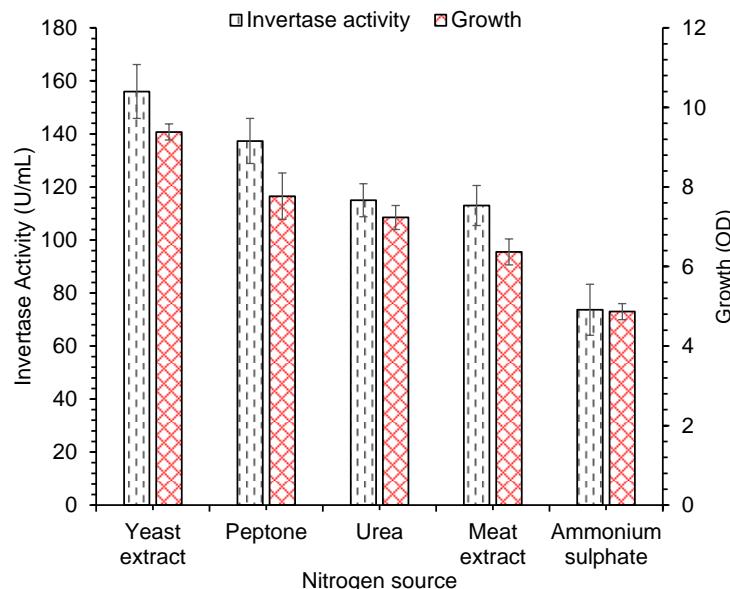 Invertase activity Growth
180
160
140
120
100
80
60
40
20
0
Invertase Activity (U/mL)
12
10
8
6
4
2
0
Growth (OD)
Yeast extract
Peptone
Urea
Meat extract
Ammonium sulphate
Nitrogen source